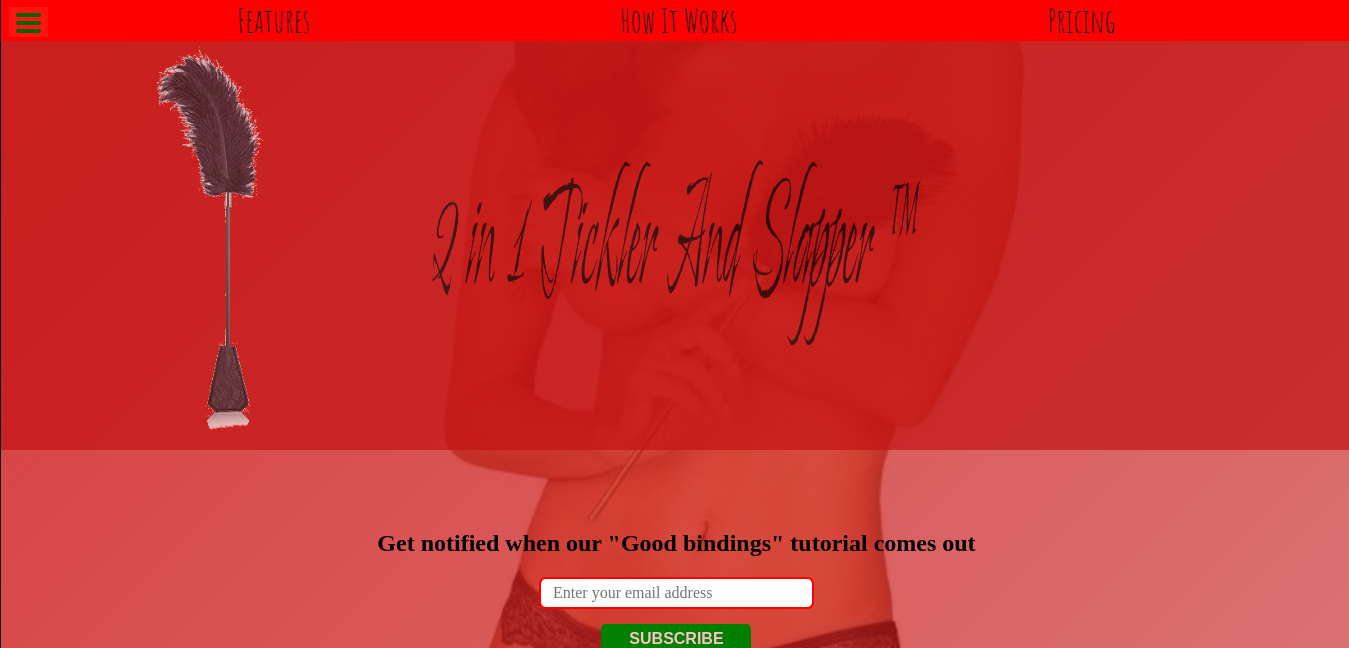 Features
How It Works
Pricing
2 in 1 Tickler And Slapper ™
Get notified when our "Good bindings" tutorial comes out
Enter your email address
SUBSCRIBE